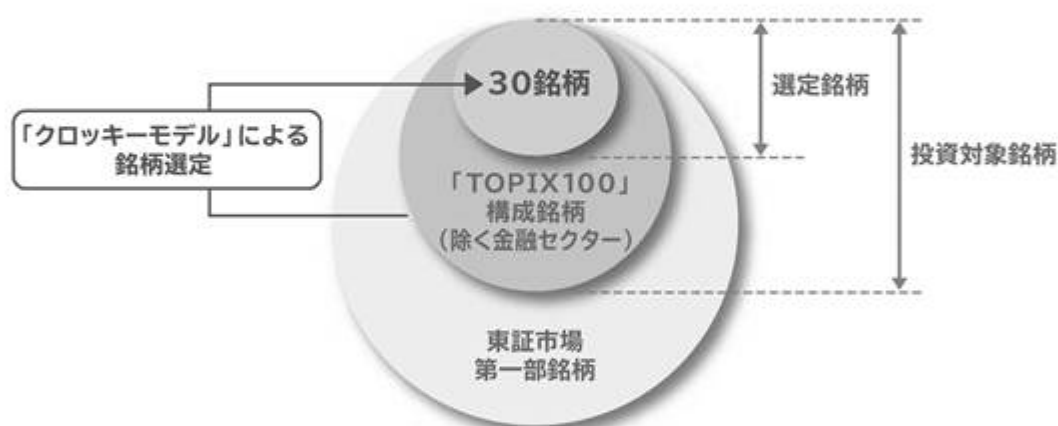 30銘柄
選定銘柄
「クロッキーモデル」による
銘柄選定
投資対象銘柄
「TOPIX100」
構成銘柄
（除く金融セクター）
東証市場
第一部銘柄